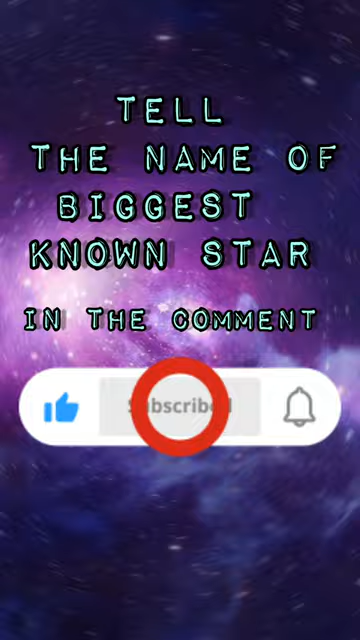 TELL
THE NAME OF
BIGGEST
KNOWN STAR
IN THE COMMENT
Subscribed